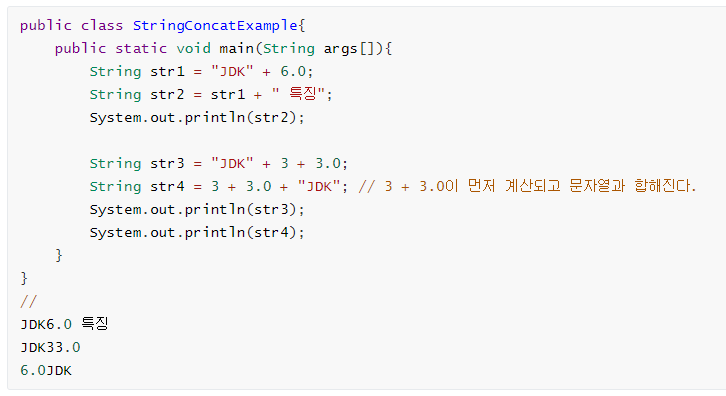 public class StringConcatExample{
    public static void main(String args[]){
        String str1 = "JDK" + 6.0;
        String str2 = str1 + " 특징";
        System.out.println(str2);

        String str3 = "JDK" + 3 + 3.0;
        String str4 = 3 + 3.0 + "JDK"; // 3 + 3.0이 먼저 계산되고 문자열과 합해진다.
        System.out.println(str3);
        System.out.println(str4);
    }
}
//
JDK6.0 특징
JDK33.0
6.0JDK